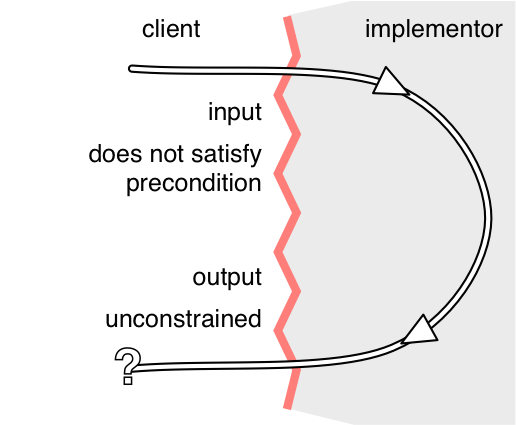 client
implementor
input
does not satisfy
precondition
output
unconstrained
?